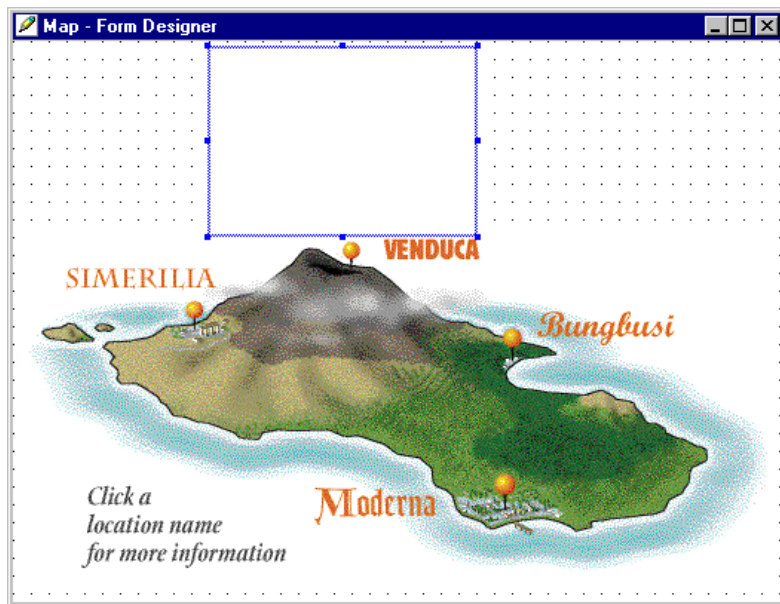 Map - Form Designer
VENDUCA
SIMERILIA
Bungbusi
Moderna
Click a
location name
for more information